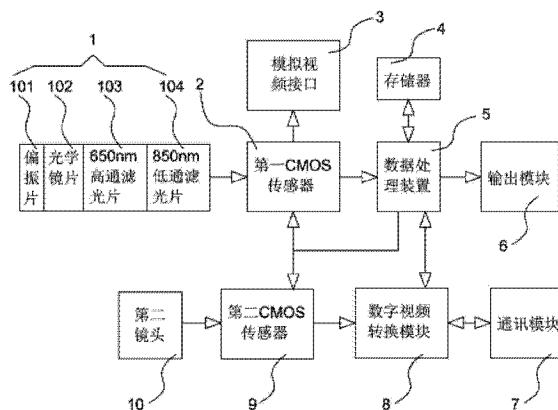 1
3
4
101
102
103
104
2
模拟视
频接口
存储器
5
偏
振
片
光学
镜片
650nm
高通滤
光片
850nm
低通滤
光片
第一CMOS
传感器
数据处
理装置
输出模块
6
第二
镜头
第二CMOS
传感器
数字视频
转换模块
通讯模块
10
9
8
7